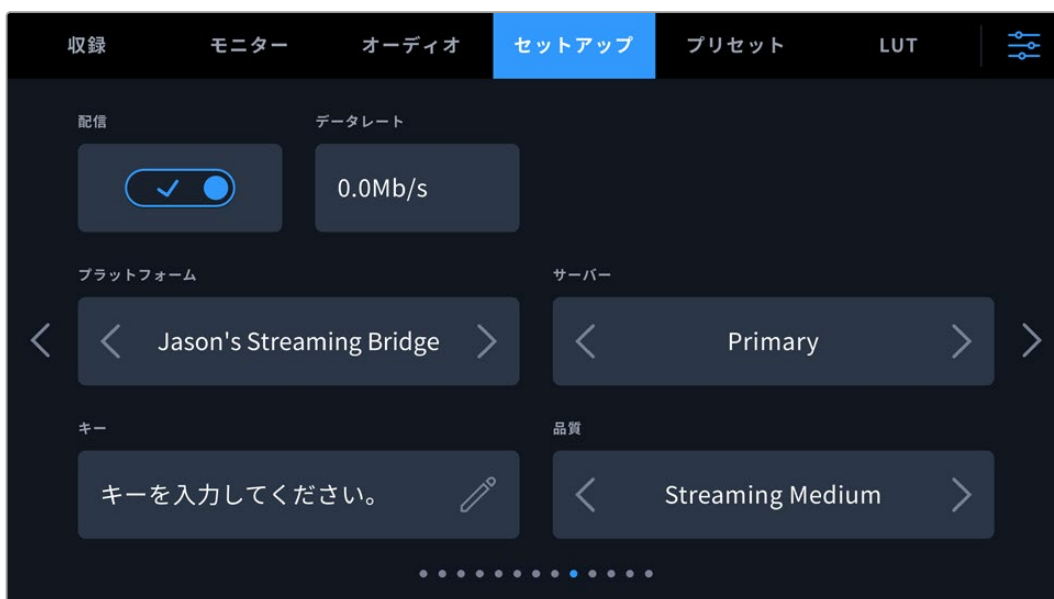 収録 モニター オーディオ セットアップ プリセット LUT
配信 データレート
0.0Mb/s
プラットフォーム サーバー
Jason's Streaming Bridge Primary
キー 品質
キーを入力してください。 Streaming Medium